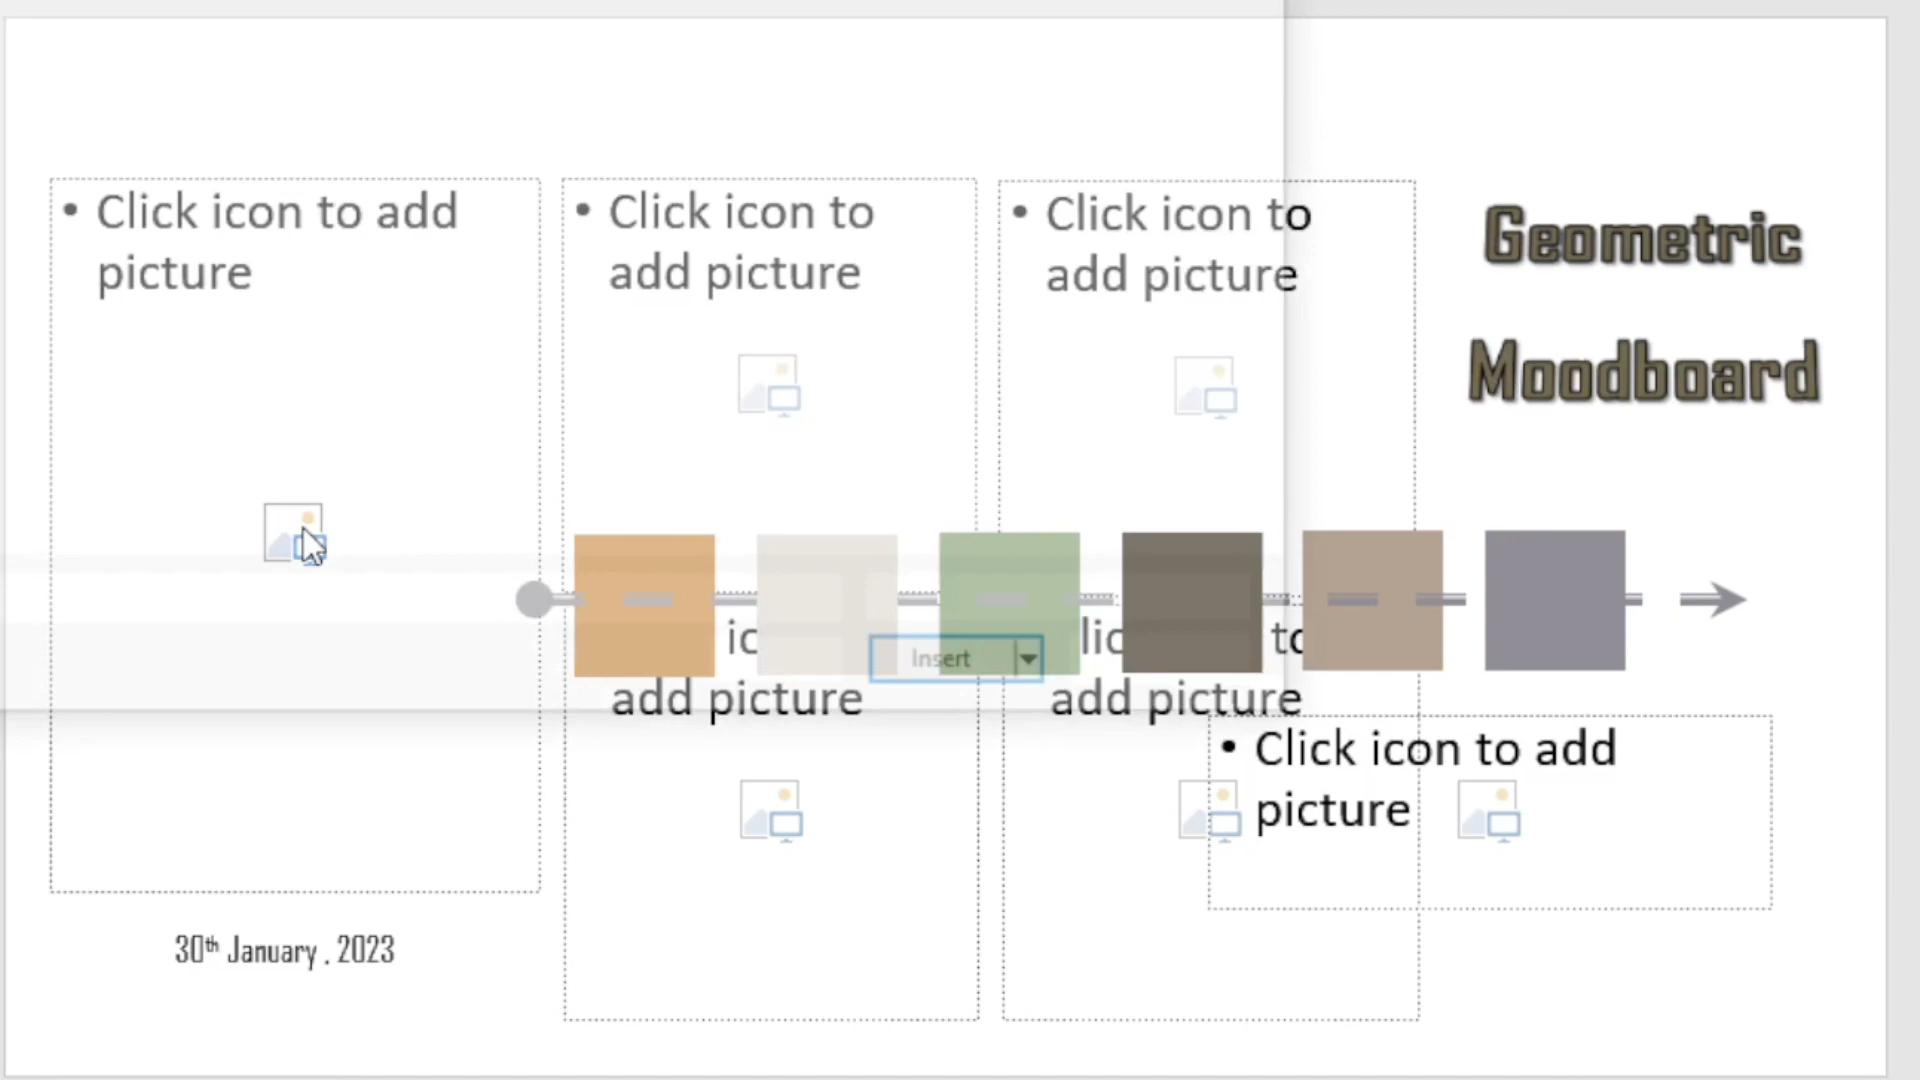 • Click icon to add
picture
• Click icon to
add picture
• Click icon to
add picture
Geometric
Moodboard
add picture
Insert
to
add picture
• Click icon to add
picture
30th January , 2023